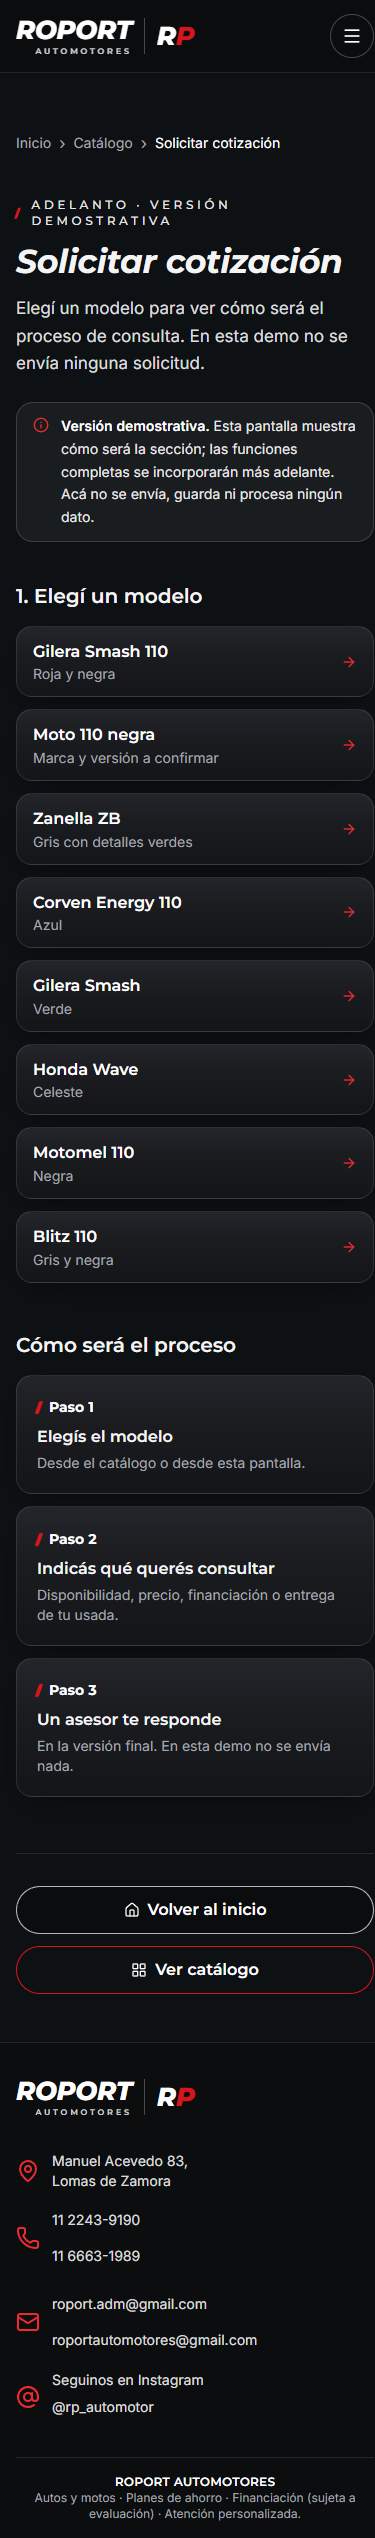 ROPORT RP
AUTOMOTORES
Inicio › Catálogo › Solicitar cotización
ADELANTO · VERSIÓN
DEMOSTRATIVA
Solicitar cotización
Elegí un modelo para ver cómo será el
proceso de consulta. En esta demo no se
envía ninguna solicitud.
Versión demostrativa. Esta pantalla muestra
cómo será la sección; las funciones
completas se incorporarán más adelante.
Acá no se envía, guarda ni procesa ningún
dato.
1. Elegí un modelo
Gilera Smash 110
Roja y negra
Moto 110 negra
Marca y versión a confirmar
Zanella ZB
Gris con detalles verdes
Corven Energy 110
Azul
Gilera Smash
Verde
Honda Wave
Celeste
Motomel 110
Negra
Blitz 110
Gris y negra
Cómo será el proceso
Paso 1
Elegís el modelo
Desde el catálogo o desde esta pantalla.
Paso 2
Indicás qué querés consultar
Disponibilidad, precio, financiación o entrega
de tu usada.
Paso 3
Un asesor te responde
En la versión final. En esta demo no se envía
nada.
Volver al inicio
Ver catálogo
ROPORT RP
AUTOMOTORES
Manuel Acevedo 83,
Lomas de Zamora
11 2243-9190
11 6663-1989
roport.adm@gmail.com
roportautomotores@gmail.com
Seguinos en Instagram
@rp_automotor
ROPORT AUTOMOTORES
Autos y motos · Planes de ahorro · Financiación (sujeta a
evaluación) · Atención personalizada.